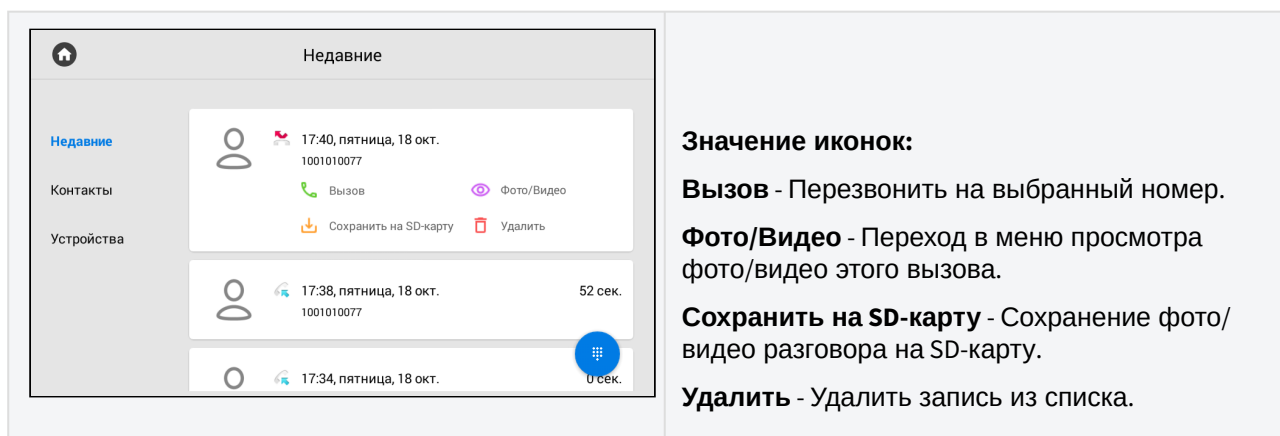 Недавние
Недавние
Контакты
Устройства
17:40, пятница, 18 окт.
1001010077
Вызов
Фото/Видео
Сохранить на SD-карту
Удалить
17:38, пятница, 18 окт.
52 сек.
1001010077
17:34, пятница, 18 окт.
0 сек.
Значение иконок:
Вызов - Перезвонить на выбранный номер.
Фото/Видео - Переход в меню просмотра
фото/видео этого вызова.
Сохранить на SD-карту - Сохранение фото/
видео разговора на SD-карту.
Удалить - Удалить запись из списка.